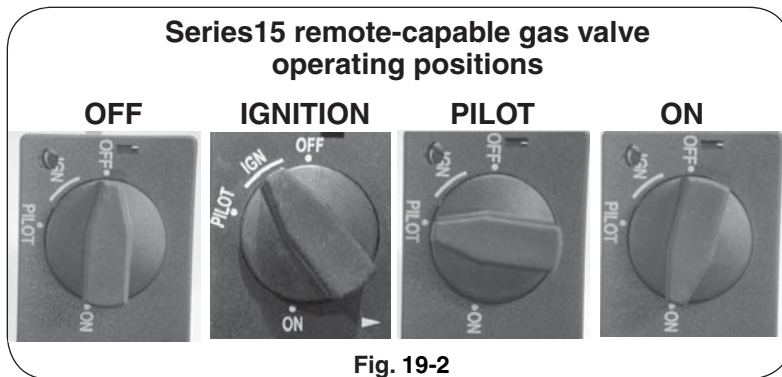 Series15 remote-capable gas valve
operating positions
OFF
IGNITION
PILOT
ON
OFF
IGN
PILOT
ON
OFF
IGN
PILOT
ON
OFF
IGN
PILOT
ON
OFF
IGN
PILOT
ON
Fig. 19-2